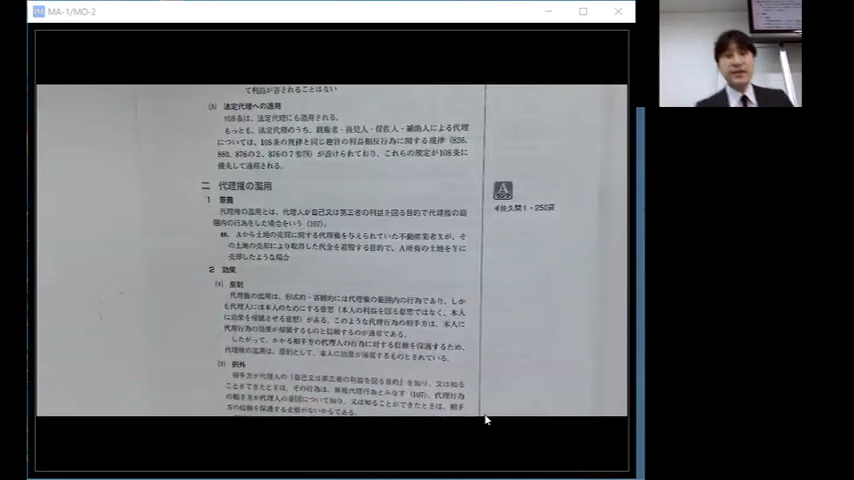 MA-1/MO-2
て利益が害されることはない
(5) 法定代理への適用
108条は、法定代理にも適用される。
もっとも、法定代理のうち、親権者・後見人・保佐人・補助人による代理
については、108条の規律と同じ趣旨の利益相反行為に関する規律（826、
860、876の2、876の7参照）が設けられており、これらの規定が108条に
優先して適用される。
二 代理権の濫用
A
1 意義
◀佐久間1・250頁
代理権の濫用とは、代理人が自己又は第三者の利益を図る目的で代理権の範
囲内の行為をした場合をいう（107）。
ex. Aから土地の売買に関する代理権を与えられていた不動産業者Xが、そ
の土地の売却により取得した代金を着服する目的で、A所有の土地をYに
売却したような場合
2 効果
(1) 原則
代理権の濫用は、形式的・客観的には代理権の範囲内の行為であり、しか
も代理人には本人のためにする意思（本人の利益を図る意思ではなく、本人
に効果を帰属させる意思）がある。このような代理行為の相手方は、本人に
代理行為の効果が帰属するものと信頼するのが通常である。
したがって、かかる相手方の代理人の行為に対する信頼を保護するため、
代理権の濫用は、原則として、本人に効果が帰属するものとされている。
(2) 例外
相手方が代理人の「自己又は第三者の利益を図る目的」を知り、又は知る
ことができたときは、その行為は、無権代理行為とみなす（107）。代理行為
の相手方が代理人の意図について知り、又は知ることができたときは、相手
方の信頼を保護する必要がないからである。